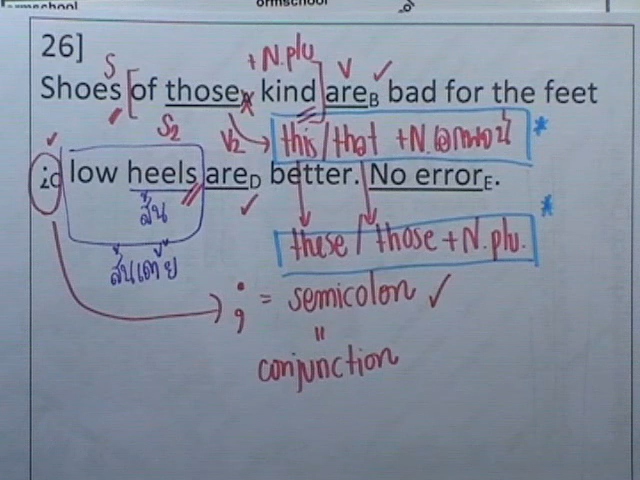 ormschool
ormschool
26]
S + N. plu V ✓
Shoes of thoseA kind areB bad for the feet
S2 V2 this/that + N.เอกพจน์ *
;C low heels areD better. No errorE.
ส้น ✓
these / those + N. plu. *
ส้นเตี้ย
; = semicolon ✓
"
conjunction